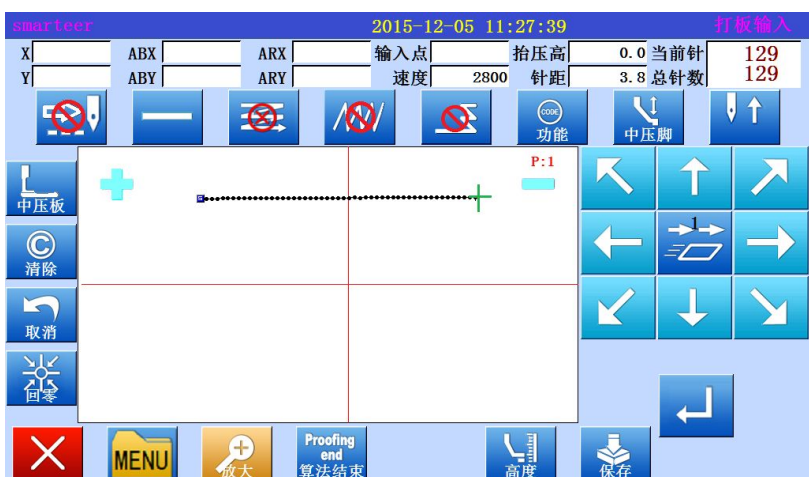 smarteer 2015-12-05 11:27:39 打板输入
X ABX ARX 输入点 抬压高 0.0 当前针 129
Y ABY ARY 速度 2800 针距 3.8 总针数 129
CODE
功能 中压脚
P:1
中压板
1
清除
取消
回零
MENU 放大 Proofing end 算法结束 高度 保存